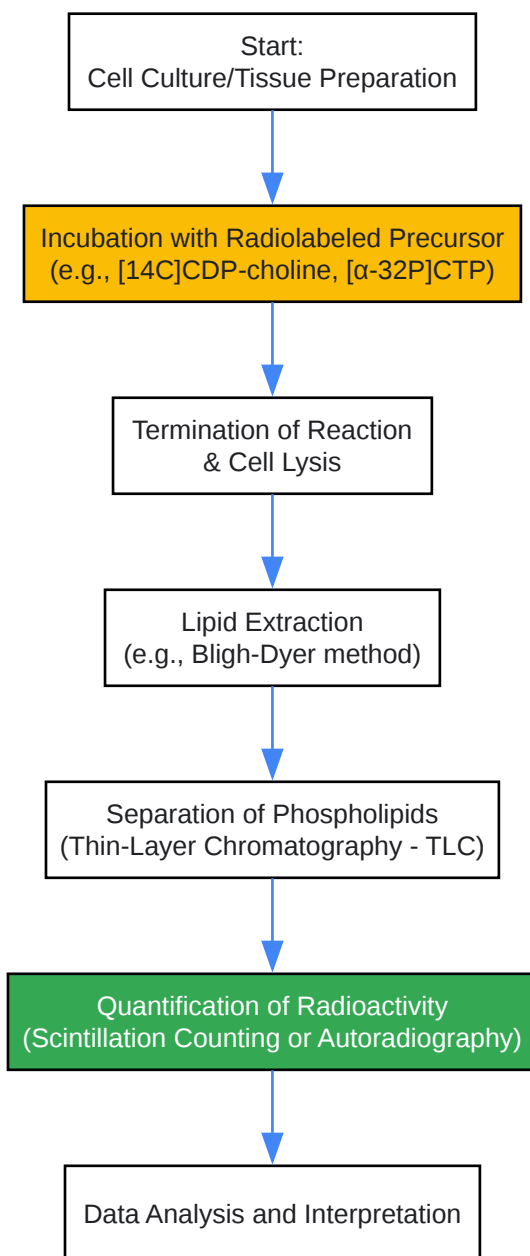 Start:
Cell Culture/Tissue Preparation
Incubation with Radiolabeled Precursor
(e.g., [14C]CDP-choline, [α-32P]CTP)
Termination of Reaction
& Cell Lysis
Lipid Extraction
(e.g., Bligh-Dyer method)
Separation of Phospholipids
(Thin-Layer Chromatography - TLC)
Quantification of Radioactivity
(Scintillation Counting or Autoradiography)
Data Analysis and Interpretation